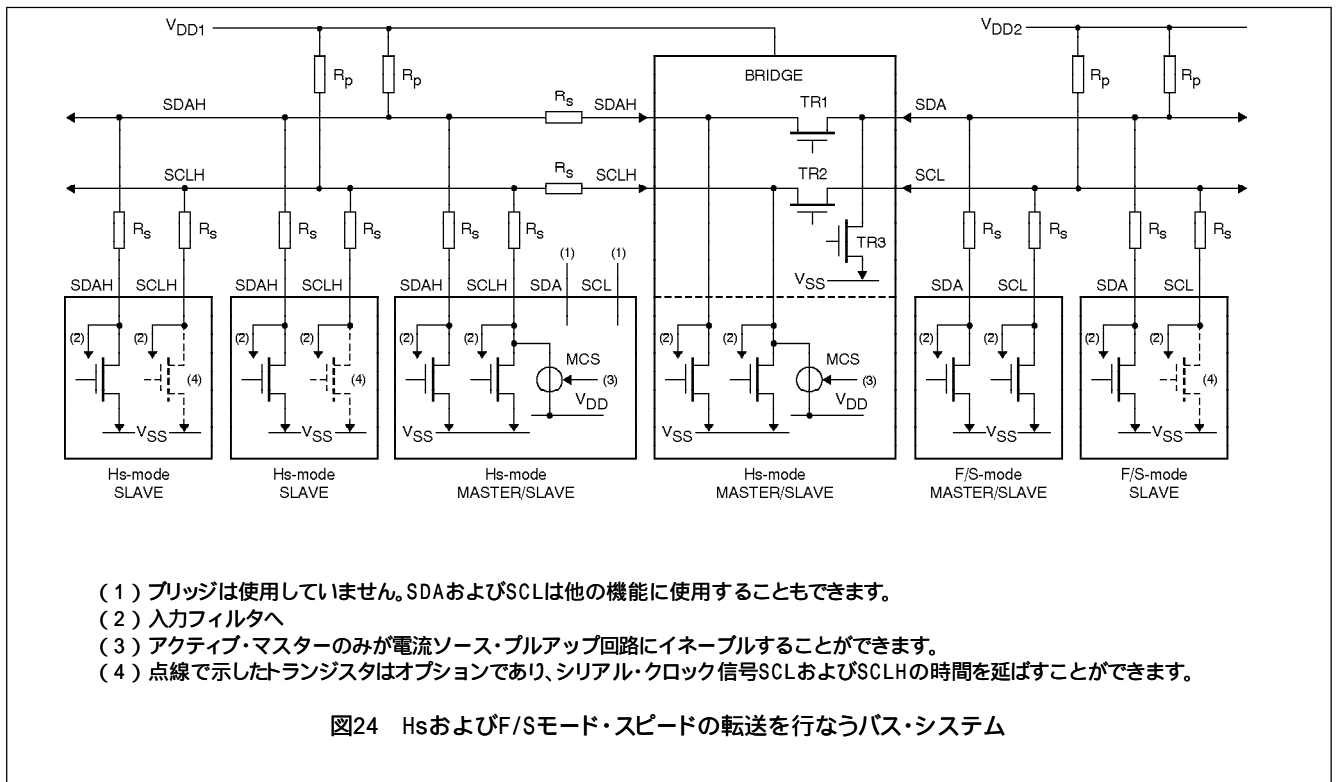 VDD1 VDD2
BRIDGE
Rp Rp Rp Rp
SDAH Rs SDAH TR1 SDA
SCLH Rs SCLH TR2 SCL
Rs Rs Rs Rs Rs Rs TR3 Rs Rs Rs Rs
(1) (1)
VSS
SDAH SCLH SDAH SCLH SDAH SCLH SDA SCL SDA SCL SDA SCL
(2) (2) (2) (2) (2) (2) (2) (2) (2) (2) (2) (2)
MCS MCS
(4) (4) (3) (3) (4)
VDD VDD
VSS VSS VSS VSS VSS VSS
Hs-mode Hs-mode Hs-mode Hs-mode F/S-mode F/S-mode
SLAVE SLAVE MASTER/SLAVE MASTER/SLAVE MASTER/SLAVE SLAVE
(1)ブリッジは使用していません。SDAおよびSCLは他の機能に使用することもできます。
(2)入力フィルタへ
(3)アクティブ・マスターのみが電流ソース・プルアップ回路にイネーブルすることができます。
(4)点線で示したトランジスタはオプションであり、シリアル・クロック信号SCLおよびSCLHの時間を延ばすことができます。
図24 HsおよびF/Sモード・スピードの転送を行なうバス・システム